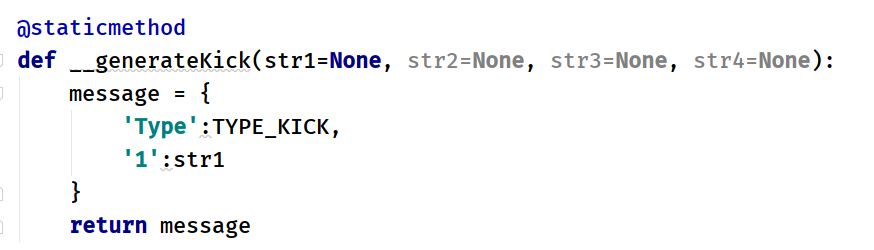 @staticmethod
def __generateKick(str1=None, str2=None, str3=None, str4=None):
    message = {
        'Type':TYPE_KICK,
        '1':str1
    }
    return message